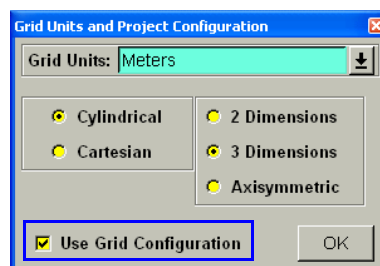 Grid Units and Project Configuration
Grid Units: Meters
Cylindrical
Cartesian
2 Dimensions
3 Dimensions
Axisymmetric
Use Grid Configuration
OK